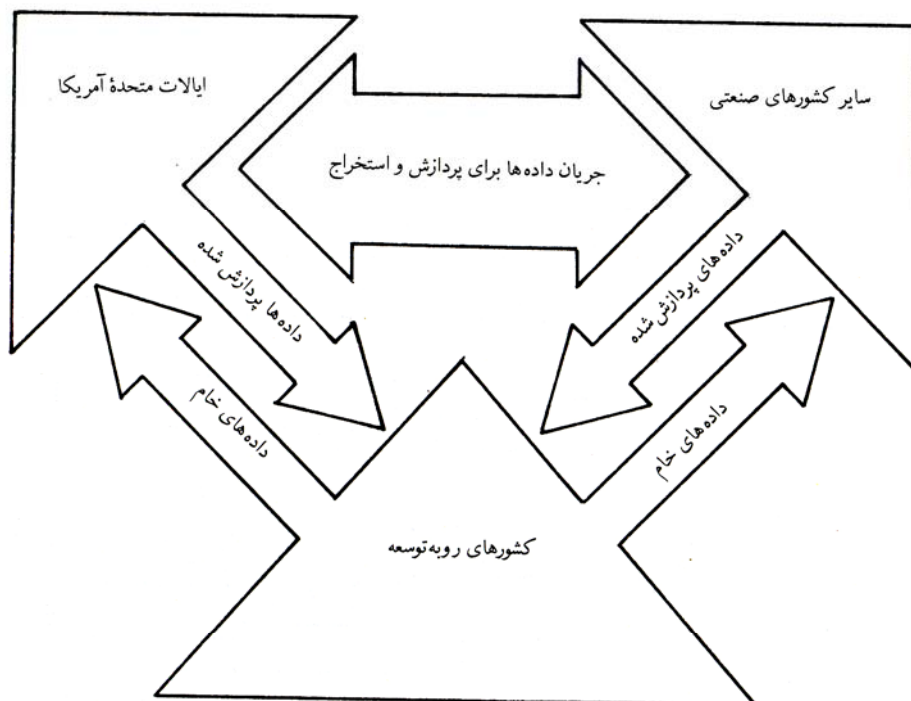 ایالات متحدهٔ آمریکا
سایر کشورهای صنعتی
جریان داده‌ها برای پردازش و استخراج
داده‌ها پردازش شده
داده‌های پردازش شده
داده‌های خام
داده‌های خام
کشورهای روبه‌توسعه